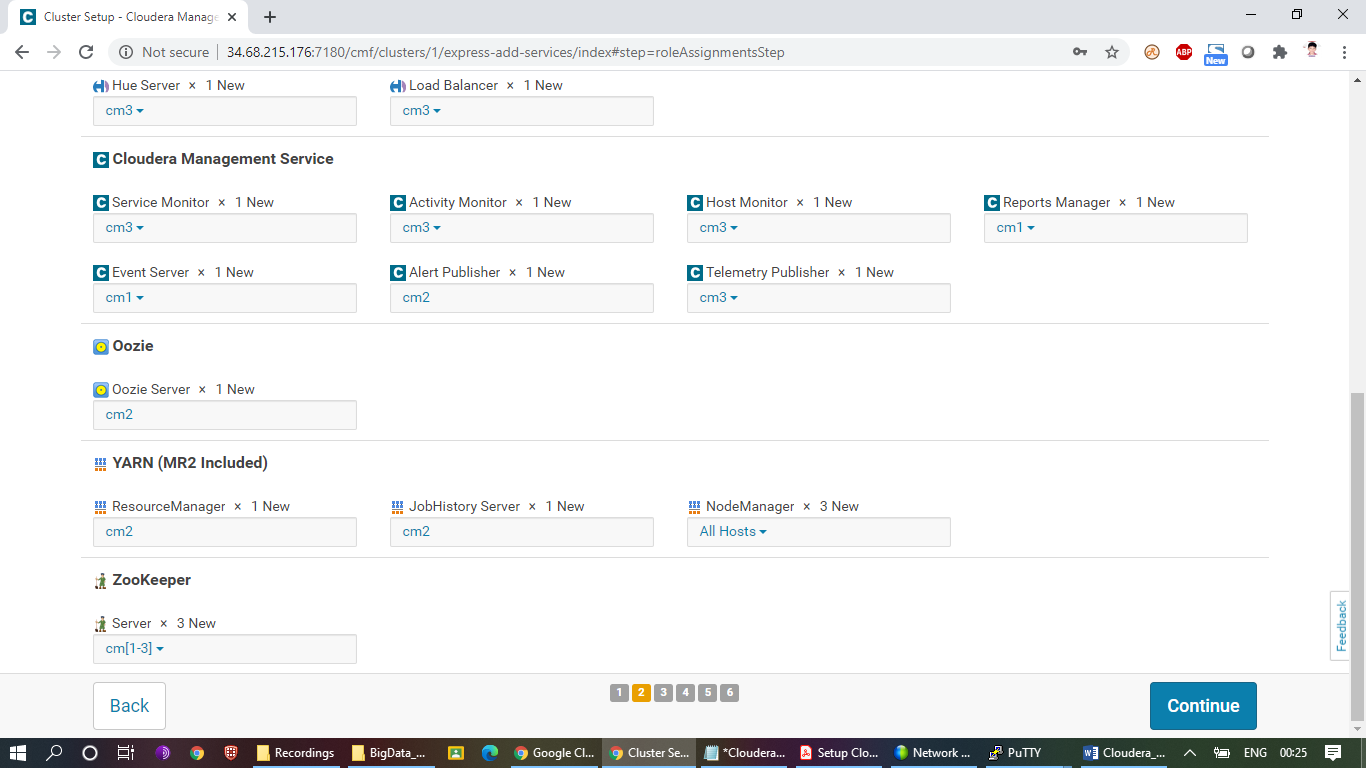 Cluster Setup - Cloudera Manage
Not secure 34.68.215.176:7180/cmf/clusters/1/express-add-services/index#step=roleAssignmentsStep
ABP
New
Hue Server × 1 New Load Balancer × 1 New
cm3 cm3
C Cloudera Management Service
C Service Monitor × 1 New C Activity Monitor × 1 New C Host Monitor × 1 New C Reports Manager × 1 New
cm3 cm3 cm3 cm1
C Event Server × 1 New C Alert Publisher × 1 New C Telemetry Publisher × 1 New
cm1 cm2 cm3
Oozie
Oozie Server × 1 New
cm2
YARN (MR2 Included)
ResourceManager × 1 New JobHistory Server × 1 New NodeManager × 3 New
cm2 cm2 All Hosts
ZooKeeper
Server × 3 New
cm[1-3]
Feedback
Back 1 2 3 4 5 6 Continue
Recordings BigData_... Google Cl... Cluster Se... *Cloudera... Setup Clo... Network ... PuTTY Cloudera_... ENG 00:25